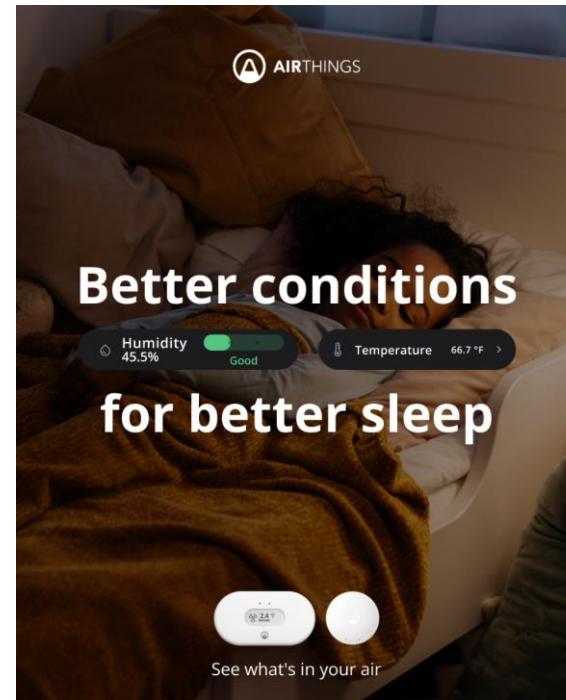 AIRTHINGS
Better conditions
Humidity
45.5%
Good
Temperature 66.7 °F
for better sleep
See what's in your air